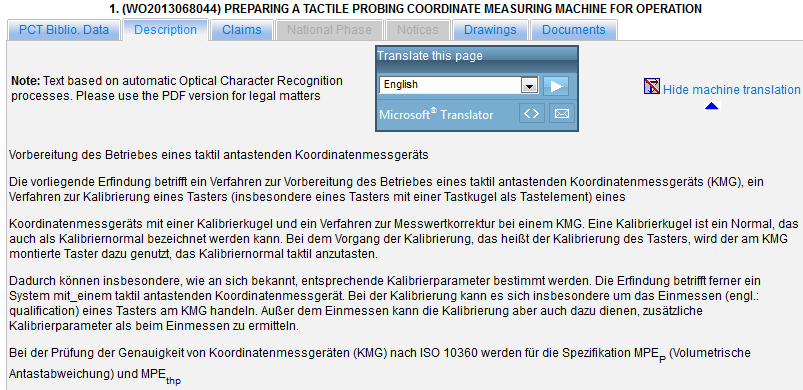 1. (WO2013068044) PREPARING A TACTILE PROBING COORDINATE MEASURING MACHINE FOR OPERATION
PCT Biblio. Data Description Claims National Phase Notices Drawings Documents
Translate this page
Note: Text based on automatic Optical Character Recognition
processes. Please use the PDF version for legal matters
English
Hide machine translation
Microsoft® Translator
Vorbereitung des Betriebes eines taktil antastenden Koordinatenmessgeräts
Die vorliegende Erfindung betrifft ein Verfahren zur Vorbereitung des Betriebes eines taktil antastenden Koordinatenmessgeräts (KMG), ein
Verfahren zur Kalibrierung eines Tasters (insbesondere eines Tasters mit einer Tastkugel als Tastelement) eines
Koordinatenmessgeräts mit einer Kalibrierkugel und ein Verfahren zur Messwertkorrektur bei einem KMG. Eine Kalibrierkugel ist ein Normal, das
auch als Kalibriernormal bezeichnet werden kann. Bei dem Vorgang der Kalibrierung, das heißt der Kalibrierung des Tasters, wird der am KMG
montierte Taster dazu genutzt, das Kalibriernormal taktil anzutasten.
Dadurch können insbesondere, wie an sich bekannt, entsprechende Kalibrierparameter bestimmt werden. Die Erfindung betrifft ferner ein
System mit_einem taktil antastenden Koordinatenmessgerät. Bei der Kalibrierung kann es sich insbesondere um das Einmessen (engl.:
qualification) eines Tasters am KMG handeln. Außer dem Einmessen kann die Kalibrierung aber auch dazu dienen, zusätzliche
Kalibrierparameter als beim Einmessen zu ermitteln.
Bei der Prüfung der Genauigkeit von Koordinatenmessgeräten (KMG) nach ISO 10360 werden für die Spezifikation MPEP (Volumetrische
Antastabweichung) und MPEthp